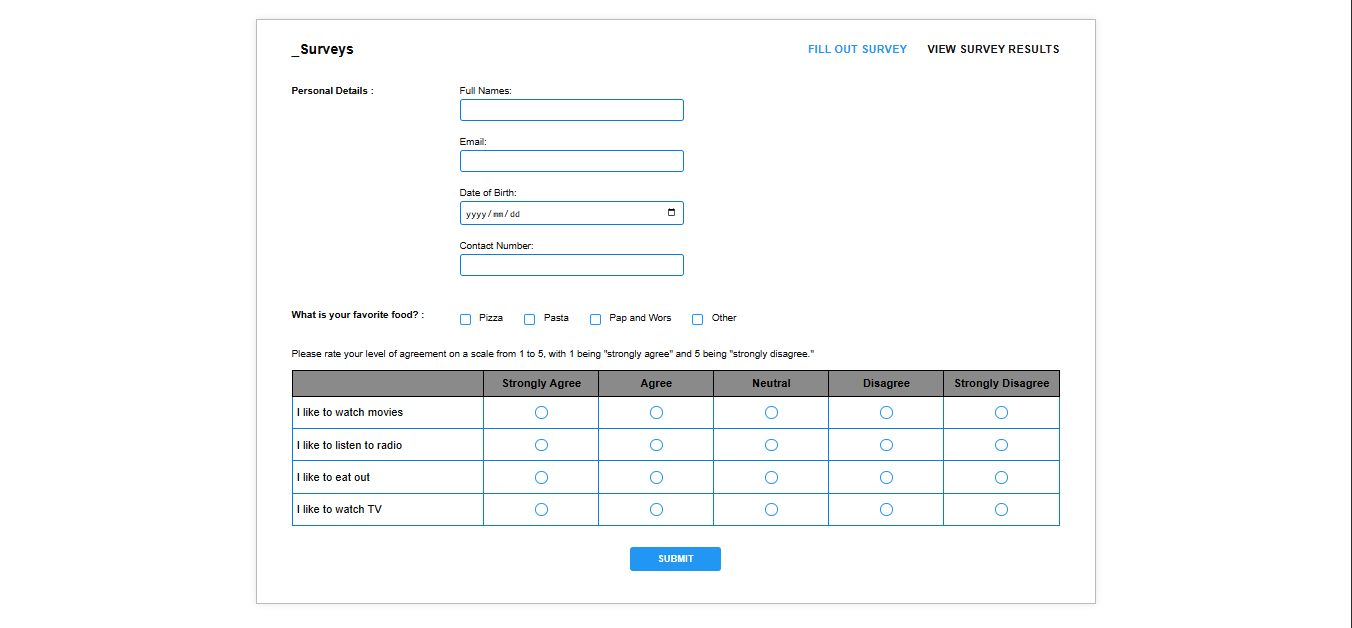 _Surveys
FILL OUT SURVEY VIEW SURVEY RESULTS
Personal Details :
Full Names:
Email:
Date of Birth:
yyyy/mm/dd
Contact Number:
What is your favorite food? :
Pizza Pasta Pap and Wors Other
Please rate your level of agreement on a scale from 1 to 5, with 1 being "strongly agree" and 5 being "strongly disagree."
Strongly Agree Agree Neutral Disagree Strongly Disagree
I like to watch movies
I like to listen to radio
I like to eat out
I like to watch TV
SUBMIT